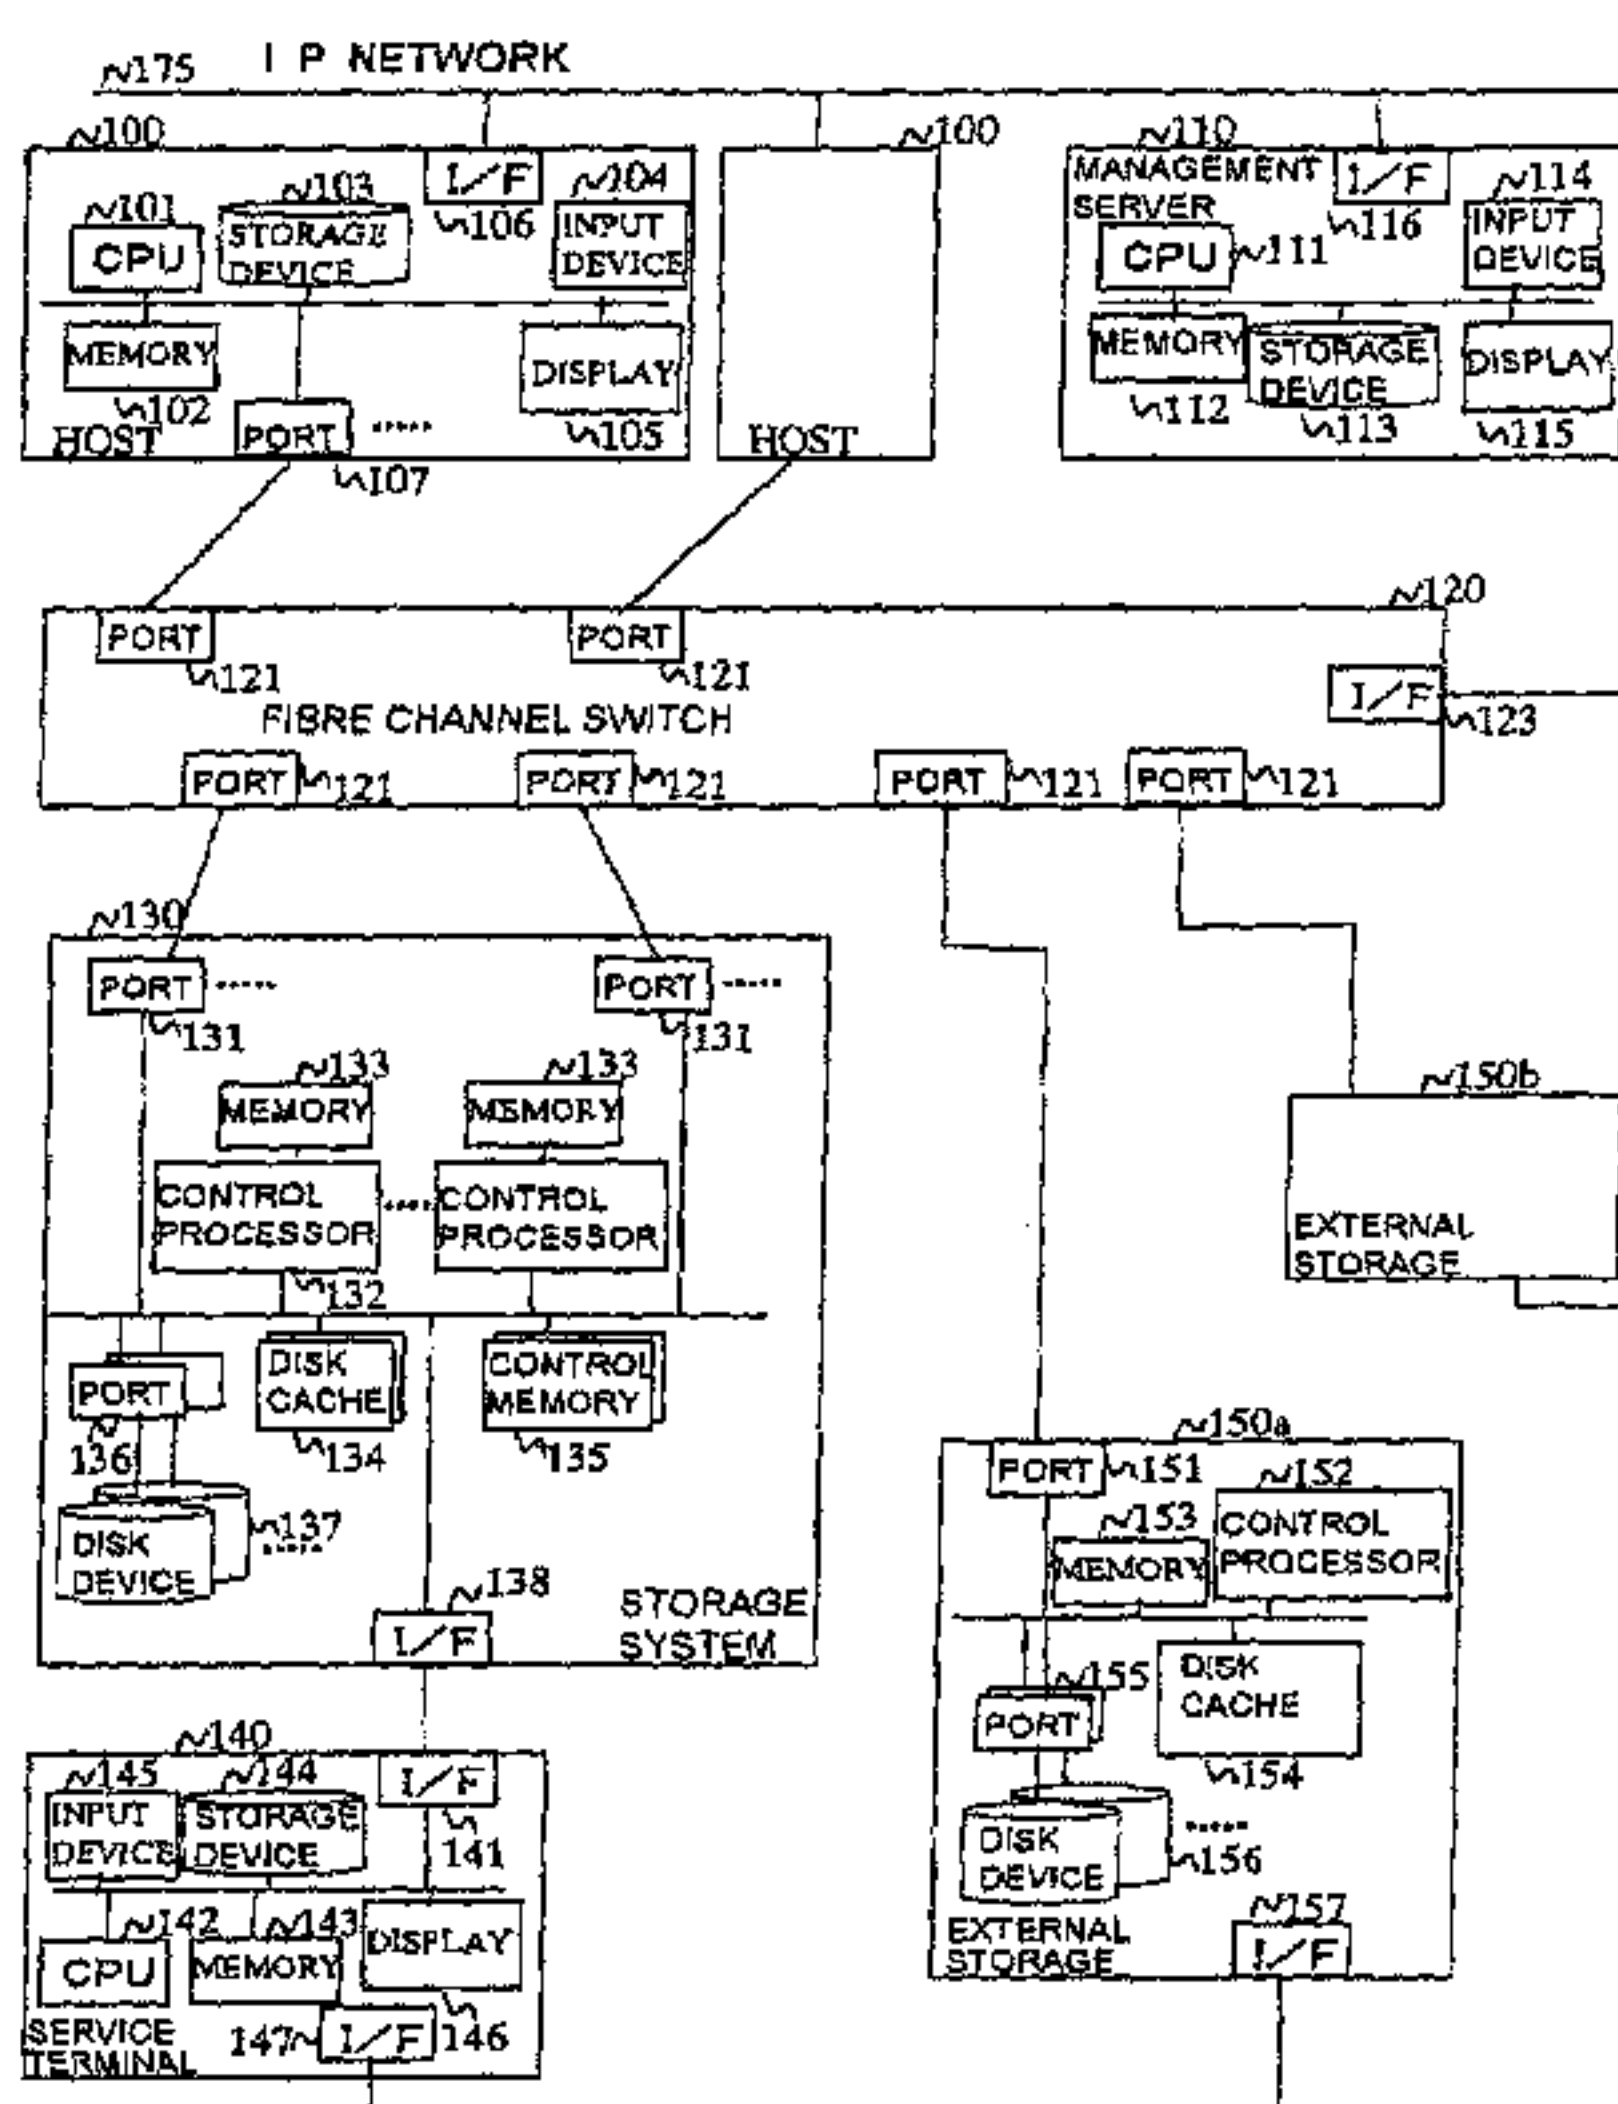 175 I P NETWORK
100
100
110
101
CPU
103
STORAGE
DEVICE
I/F
106
104
INPUT
DEVICE
MEMORY
102
PORT
107
DISPLAY
105
HOST
HOST
MANAGEMENT
SERVER
I/F
116
114
INPUT
DEVICE
CPU
111
MEMORY
112
STORAGE
DEVICE
113
DISPLAY
115
120
PORT
121
PORT
121
I/F
123
FIBRE CHANNEL SWITCH
PORT
121
PORT
121
PORT
121
PORT
121
130
PORT
131
PORT
131
133
MEMORY
133
MEMORY
CONTROL
PROCESSOR
132
CONTROL
PROCESSOR
PORT
136
DISK
CACHE
134
CONTROL
MEMORY
135
DISK
DEVICE
137
138
I/F
STORAGE
SYSTEM
150b
EXTERNAL
STORAGE
150a
PORT
151
152
CONTROL
PROCESSOR
153
MEMORY
155
PORT
DISK
CACHE
154
DISK
DEVICE
156
EXTERNAL
STORAGE
157
I/F
140
145
INPUT
DEVICE
144
STORAGE
DEVICE
I/F
141
142
CPU
143
MEMORY
DISPLAY
146
SERVICE
TERMINAL
147
I/F